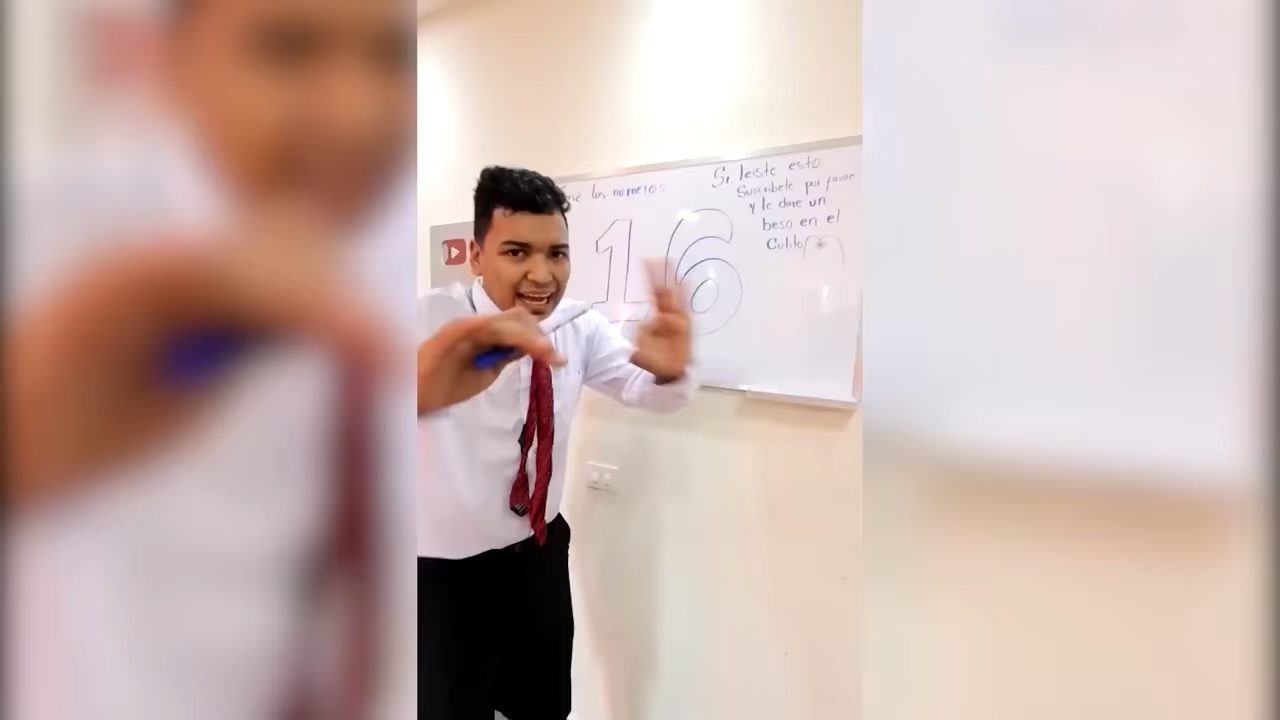 los numeros
16
Si leiste esto
Suscribete por favor
y te dare un
beso en el
Culito